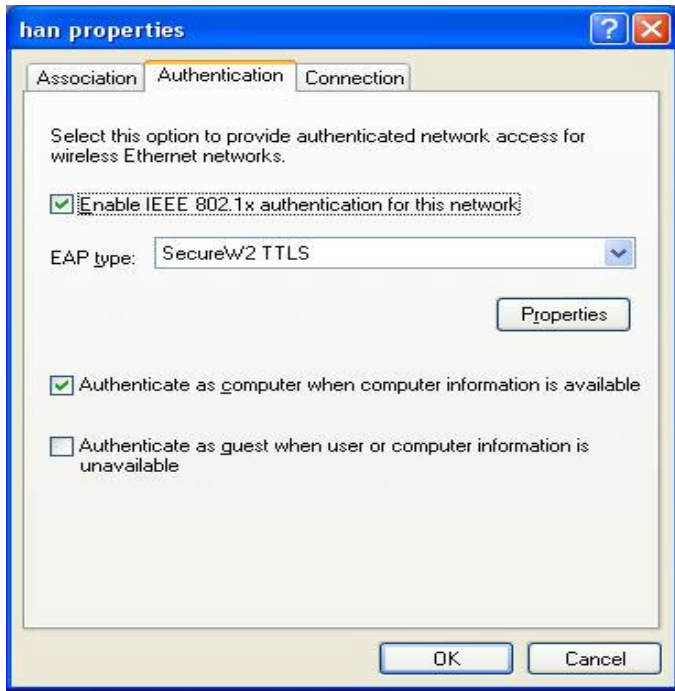 han properties
Association
Authentication
Connection
Select this option to provide authenticated network access for
wireless Ethernet networks.
Enable IEEE 802.1x authentication for this network
EAP type:
SecureW2 TTLS
Properties
Authenticate as computer when computer information is available
Authenticate as guest when user or computer information is
unavailable
OK
Cancel